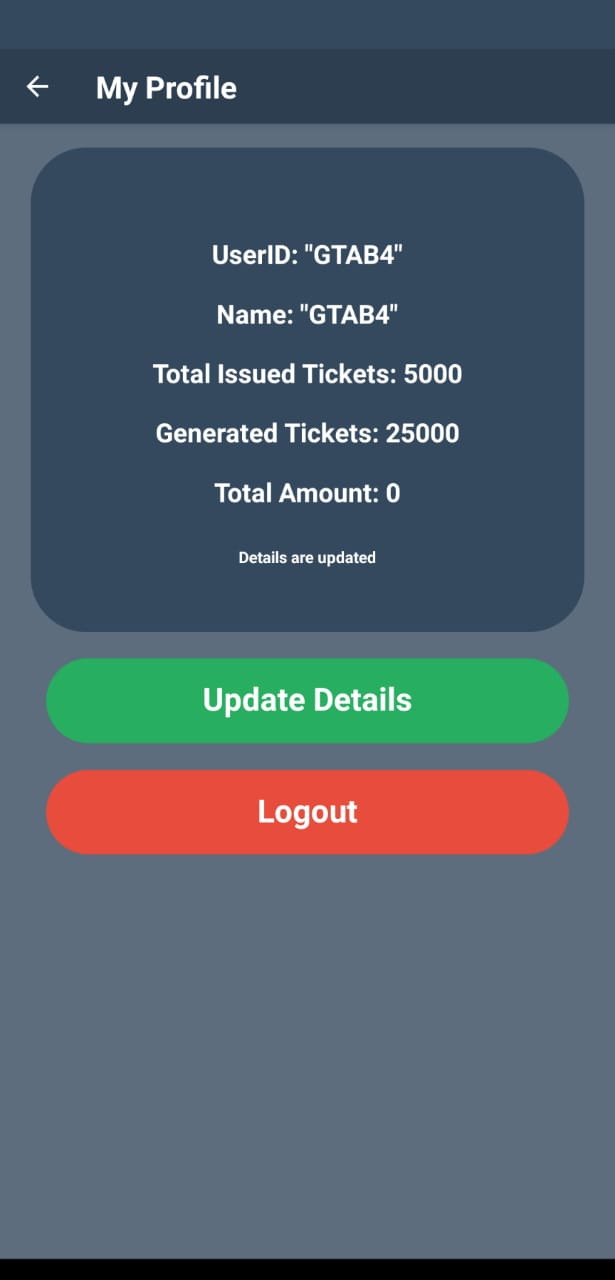 My Profile
UserID: "GTAB4"
Name: "GTAB4"
Total Issued Tickets: 5000
Generated Tickets: 25000
Total Amount: 0
Details are updated
Update Details
Logout